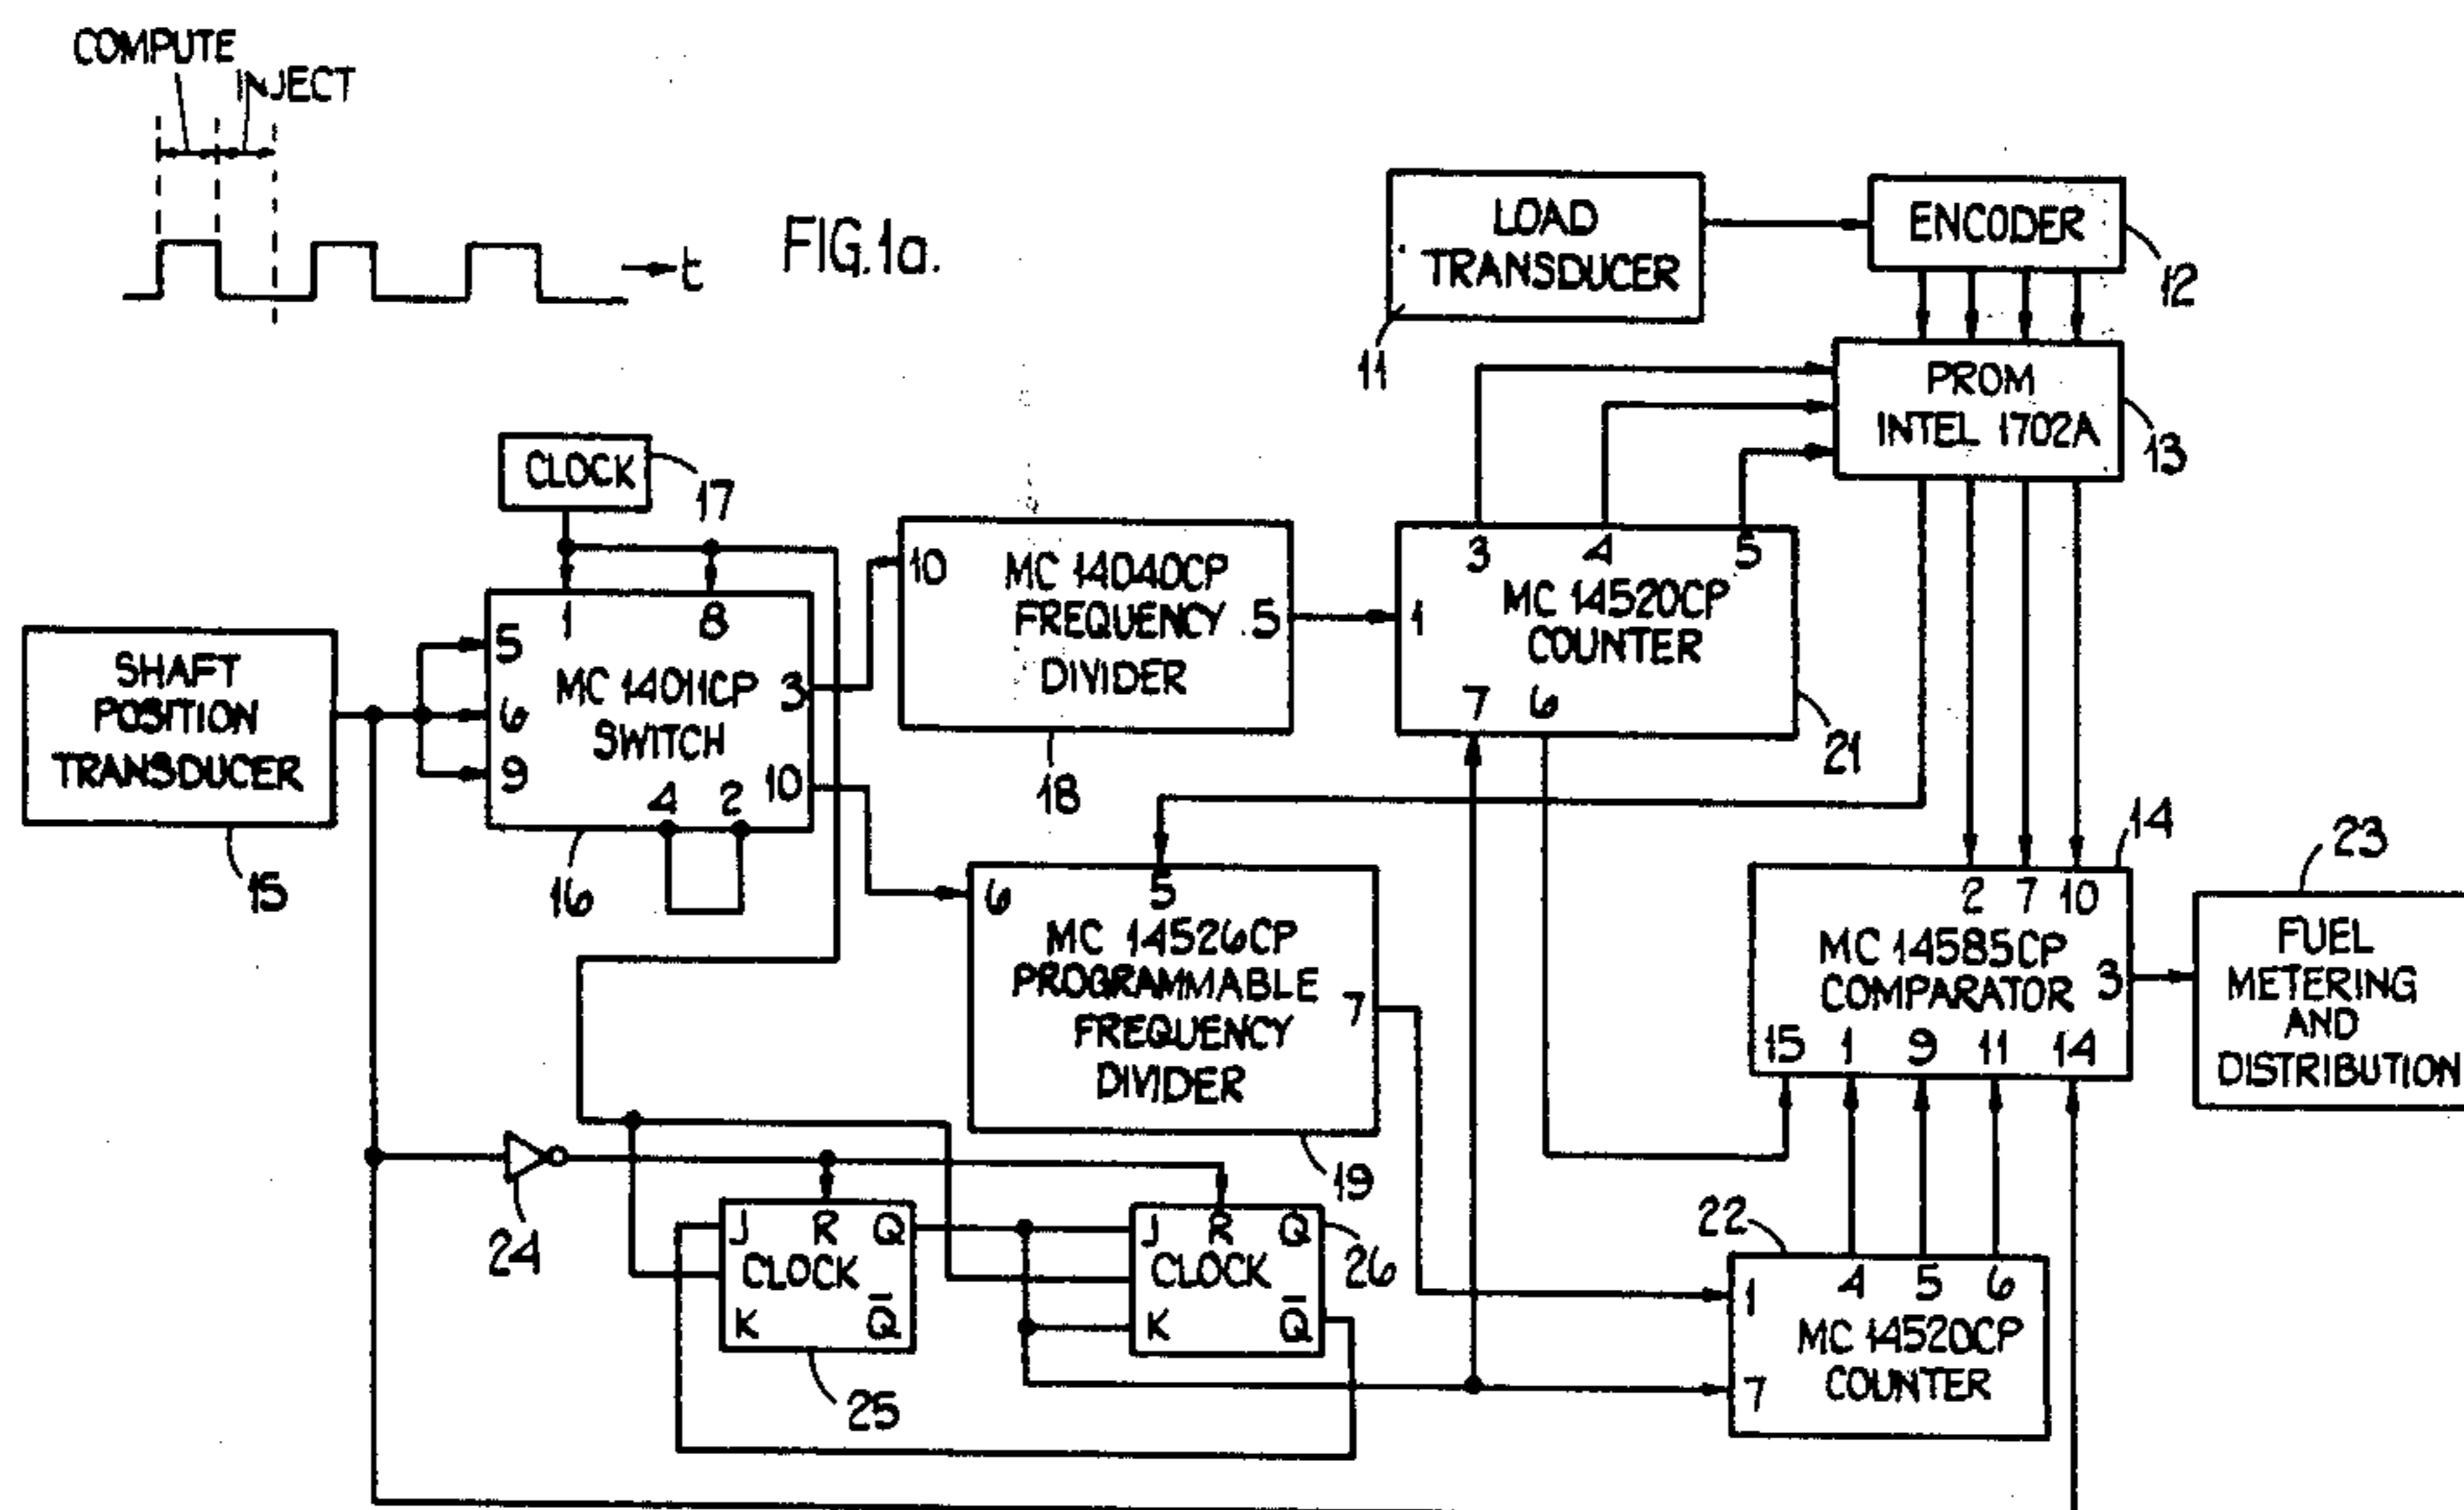 COMPUTE
INJECT
t
FIG.1a.
LOAD
TRANSDUCER
11
ENCODER
12
PROM
INTEL 1702A
13
CLOCK
17
SHAFT
POSITION
TRANSDUCER
15
1 8
5
6
9
MC 14011CP
SWITCH
3
10
4 2
16
10
MC 14040CP
FREQUENCY
DIVIDER
5
18
3 4 5
1
MC 14520CP
COUNTER
7 6
21
6
5
MC 14526CP
PROGRAMMABLE
FREQUENCY
DIVIDER
7
19
14
2 7 10
MC 14585CP
COMPARATOR
3
15 1 9 11 14
23
FUEL
METERING
AND
DISTRIBUTION
24
J R Q
CLOCK
K Q̅
25
J R Q
CLOCK
K Q̅
26
22
4 5 6
1
MC 14520CP
COUNTER
7